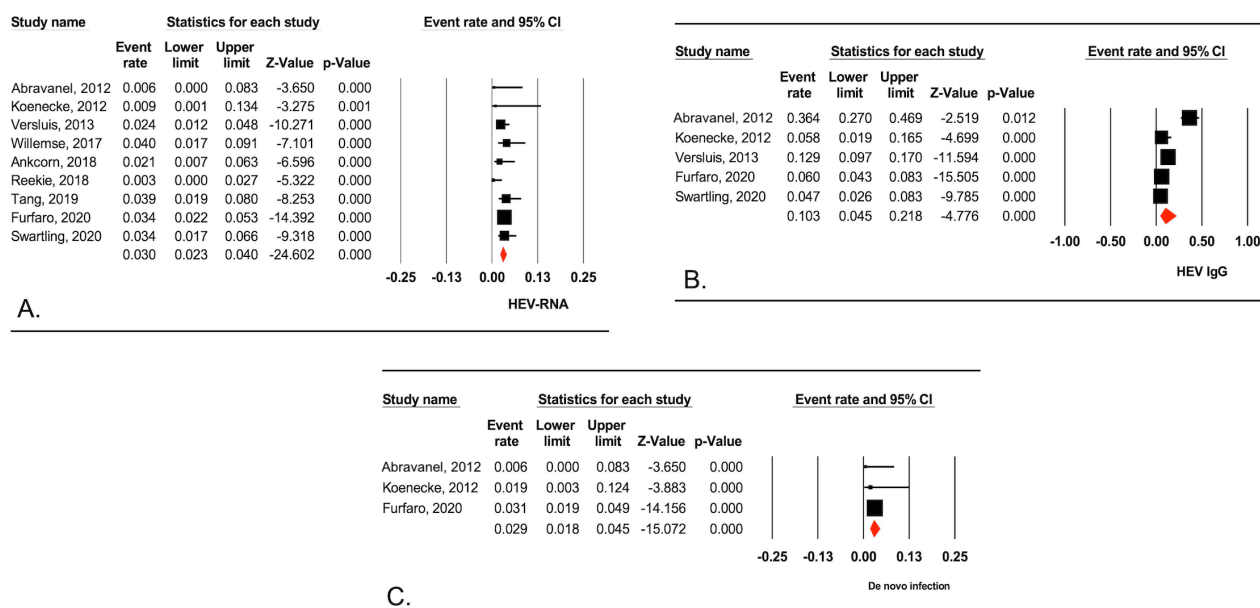 Study name Statistics for each study Event rate and 95% CI
Event rate Lower limit Upper limit Z-Value p-Value
Abravanel, 2012 0.006 0.000 0.083 -3.650 0.000
Koenecke, 2012 0.009 0.001 0.134 -3.275 0.001
Versluis, 2013 0.024 0.012 0.048 -10.271 0.000
Willemse, 2017 0.040 0.017 0.091 -7.101 0.000
Ankcorn, 2018 0.021 0.007 0.063 -6.596 0.000
Reekie, 2018 0.003 0.000 0.027 -5.322 0.000
Tang, 2019 0.039 0.019 0.080 -8.253 0.000
Furfaro, 2020 0.034 0.022 0.053 -14.392 0.000
Swartling, 2020 0.034 0.017 0.066 -9.318 0.000
0.030 0.023 0.040 -24.602 0.000
-0.25 -0.13 0.00 0.13 0.25
HEV-RNA
A.
Study name Statistics for each study Event rate and 95% CI
Event rate Lower limit Upper limit Z-Value p-Value
Abravanel, 2012 0.364 0.270 0.469 -2.519 0.012
Koenecke, 2012 0.058 0.019 0.165 -4.699 0.000
Versluis, 2013 0.129 0.097 0.170 -11.594 0.000
Furfaro, 2020 0.060 0.043 0.083 -15.505 0.000
Swartling, 2020 0.047 0.026 0.083 -9.785 0.000
0.103 0.045 0.218 -4.776 0.000
-1.00 -0.50 0.00 0.50 1.00
HEV IgG
B.
Study name Statistics for each study Event rate and 95% CI
Event rate Lower limit Upper limit Z-Value p-Value
Abravanel, 2012 0.006 0.000 0.083 -3.650 0.000
Koenecke, 2012 0.019 0.003 0.124 -3.883 0.000
Furfaro, 2020 0.031 0.019 0.049 -14.156 0.000
0.029 0.018 0.045 -15.072 0.000
-0.25 -0.13 0.00 0.13 0.25
De novo infection
C.